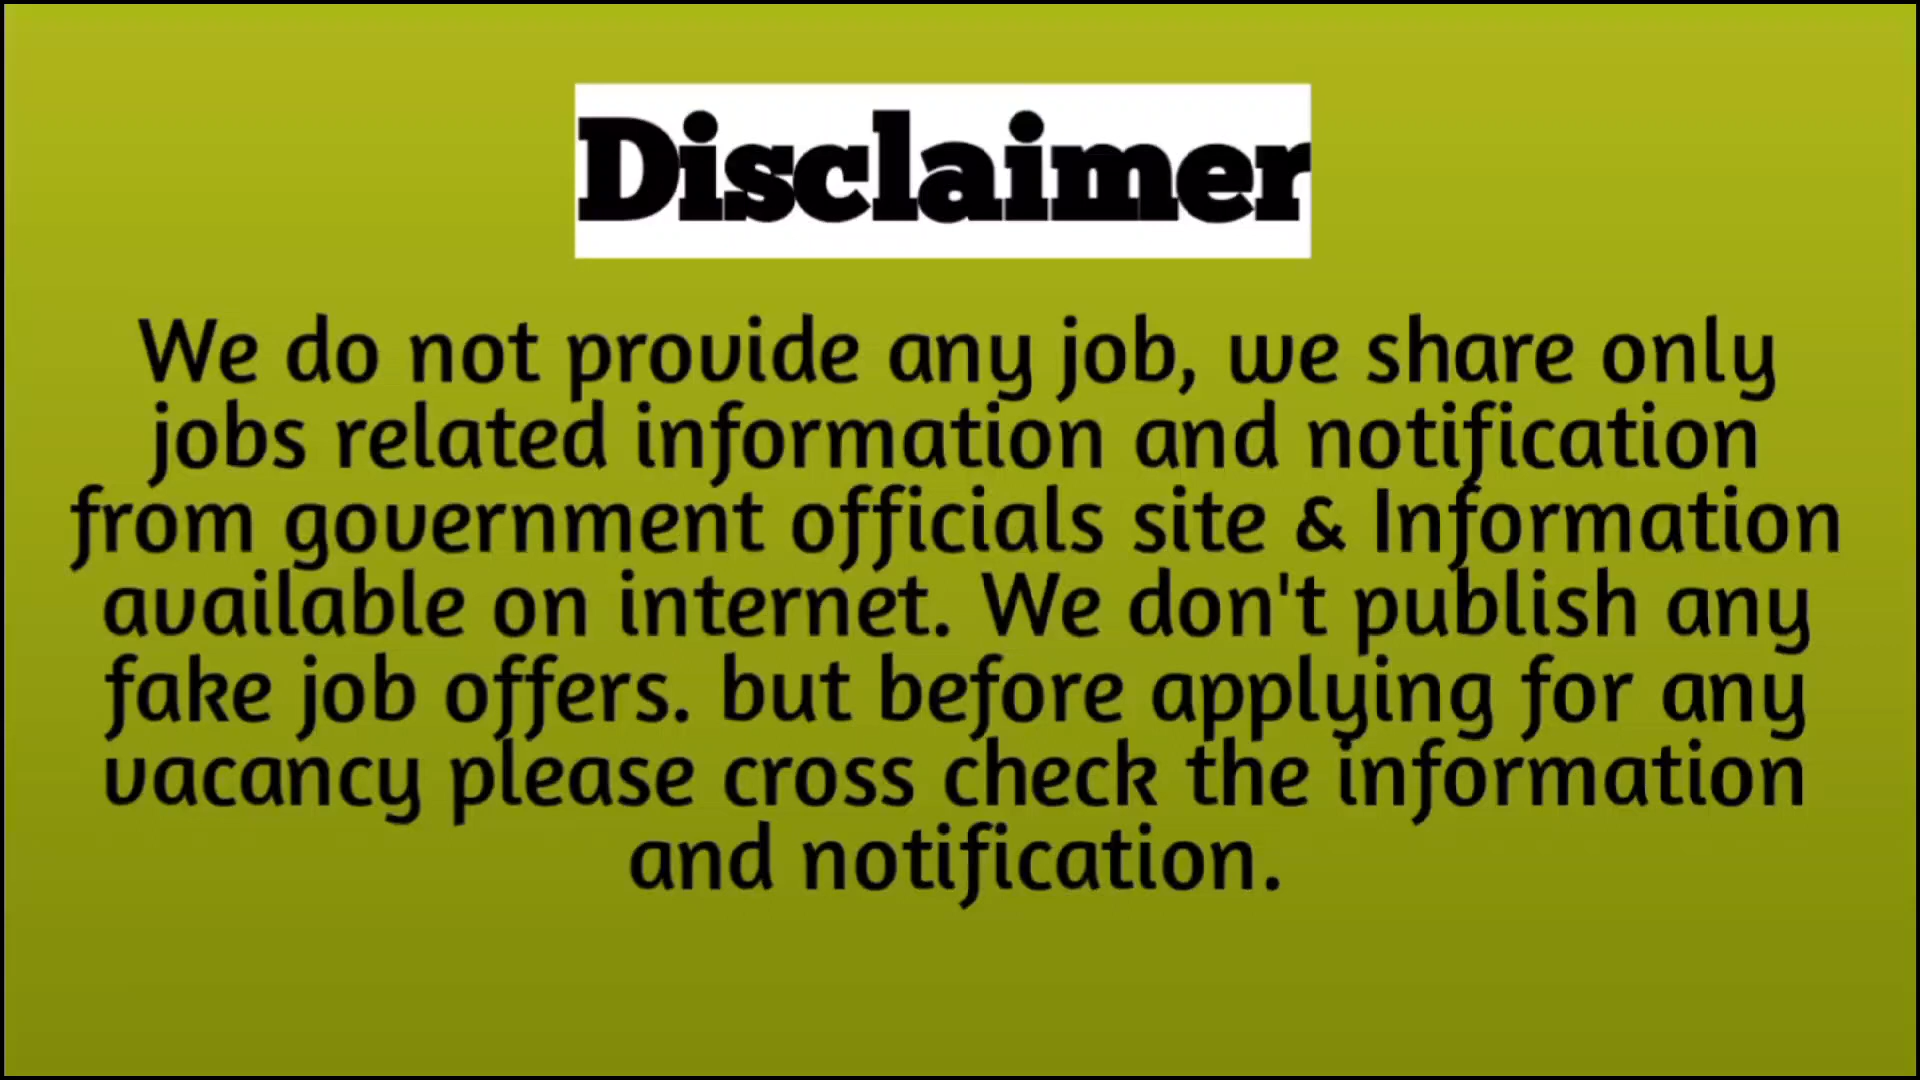 Disclaimer
We do not provide any job, we share only
jobs related information and notification
from government officials site & Information
available on internet. We don't publish any
fake job offers. but before applying for any
vacancy please cross check the information
and notification.